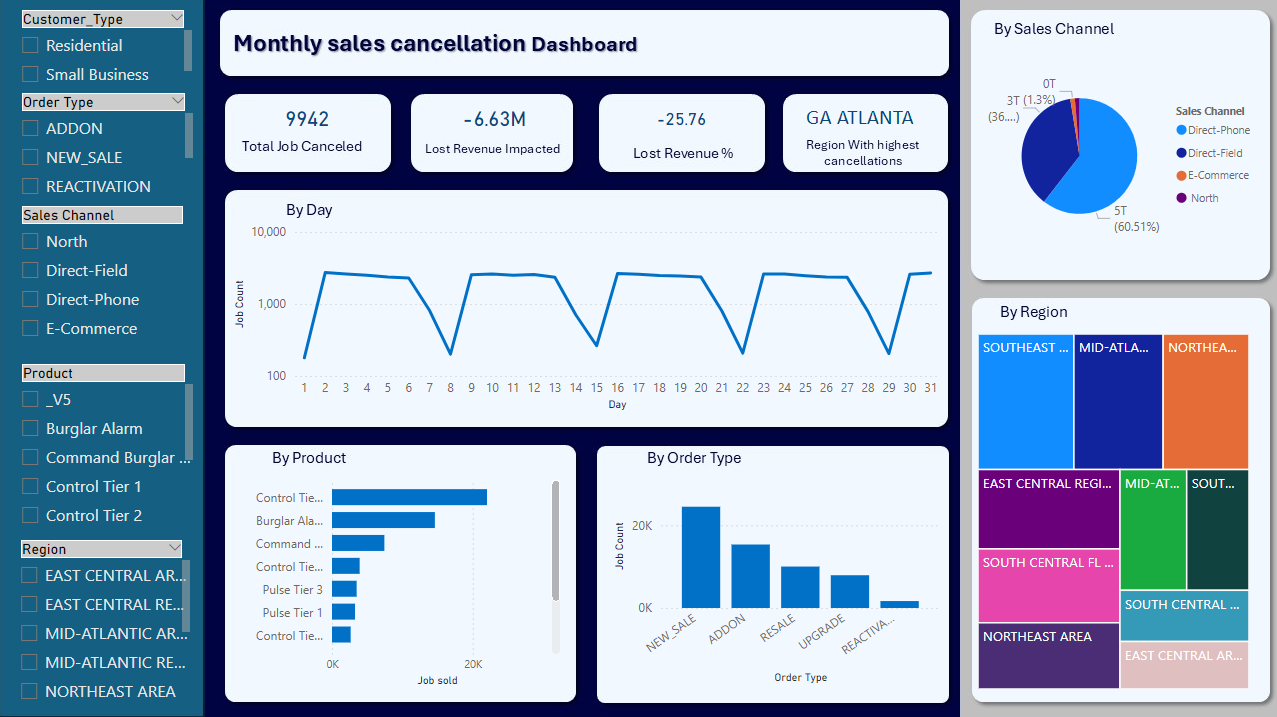 Customer_Type
Residential
Small Business
Order Type
ADDON
NEW_SALE
REACTIVATION
Sales Channel
North
Direct-Field
Direct-Phone
E-Commerce
Product
_V5
Burglar Alarm
Command Burglar ...
Control Tier 1
Control Tier 2
Region
EAST CENTRAL AR...
EAST CENTRAL RE...
MID-ATLANTIC AR...
MID-ATLANTIC RE...
NORTHEAST AREA
Monthly sales cancellation Dashboard
9942
Total Job Canceled
-6.63M
Lost Revenue Impacted
-25.76
Lost Revenue %
GA ATLANTA
Region With highest
cancellations
By Day
10,000
1,000
100
Job Count
1 2 3 4 5 6 7 8 9 10 11 12 13 14 15 16 17 18 19 20 21 22 23 24 25 26 27 28 29 30 31
Day
By Product
Control Tie...
Burglar Ala...
Command ...
Control Tie...
Pulse Tier 3
Pulse Tier 1
Control Tie...
0K 20K
Job sold
By Order Type
20K
0K
Job Count
NEW_SALE ADDON RESALE UPGRADE REACTIVA...
Order Type
By Sales Channel
0T
(1.3%)
3T
(36....)
5T
(60.51%)
Sales Channel
Direct-Phone
Direct-Field
E-Commerce
North
By Region
SOUTHEAST ... MID-ATLA... NORTHEA...
EAST CENTRAL REGI... MID-AT... SOUT...
SOUTH CENTRAL FL ...
SOUTH CENTRAL ...
NORTHEAST AREA
EAST CENTRAL AR...